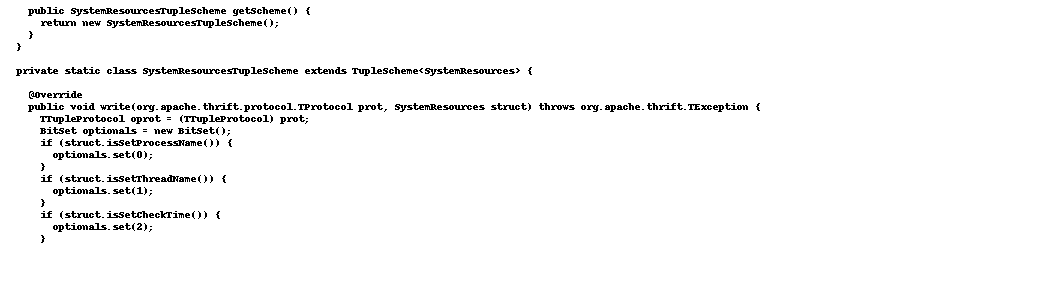 public SystemResourcesTupleScheme getScheme() {
    return new SystemResourcesTupleScheme();
  }
}

private static class SystemResourcesTupleScheme extends TupleScheme<SystemResources> {

  @Override
  public void write(org.apache.thrift.protocol.TProtocol prot, SystemResources struct) throws org.apache.thrift.TException {
    TTupleProtocol oprot = (TTupleProtocol) prot;
    BitSet optionals = new BitSet();
    if (struct.isSetProcessName()) {
      optionals.set(0);
    }
    if (struct.isSetThreadName()) {
      optionals.set(1);
    }
    if (struct.isSetCheckTime()) {
      optionals.set(2);
    }